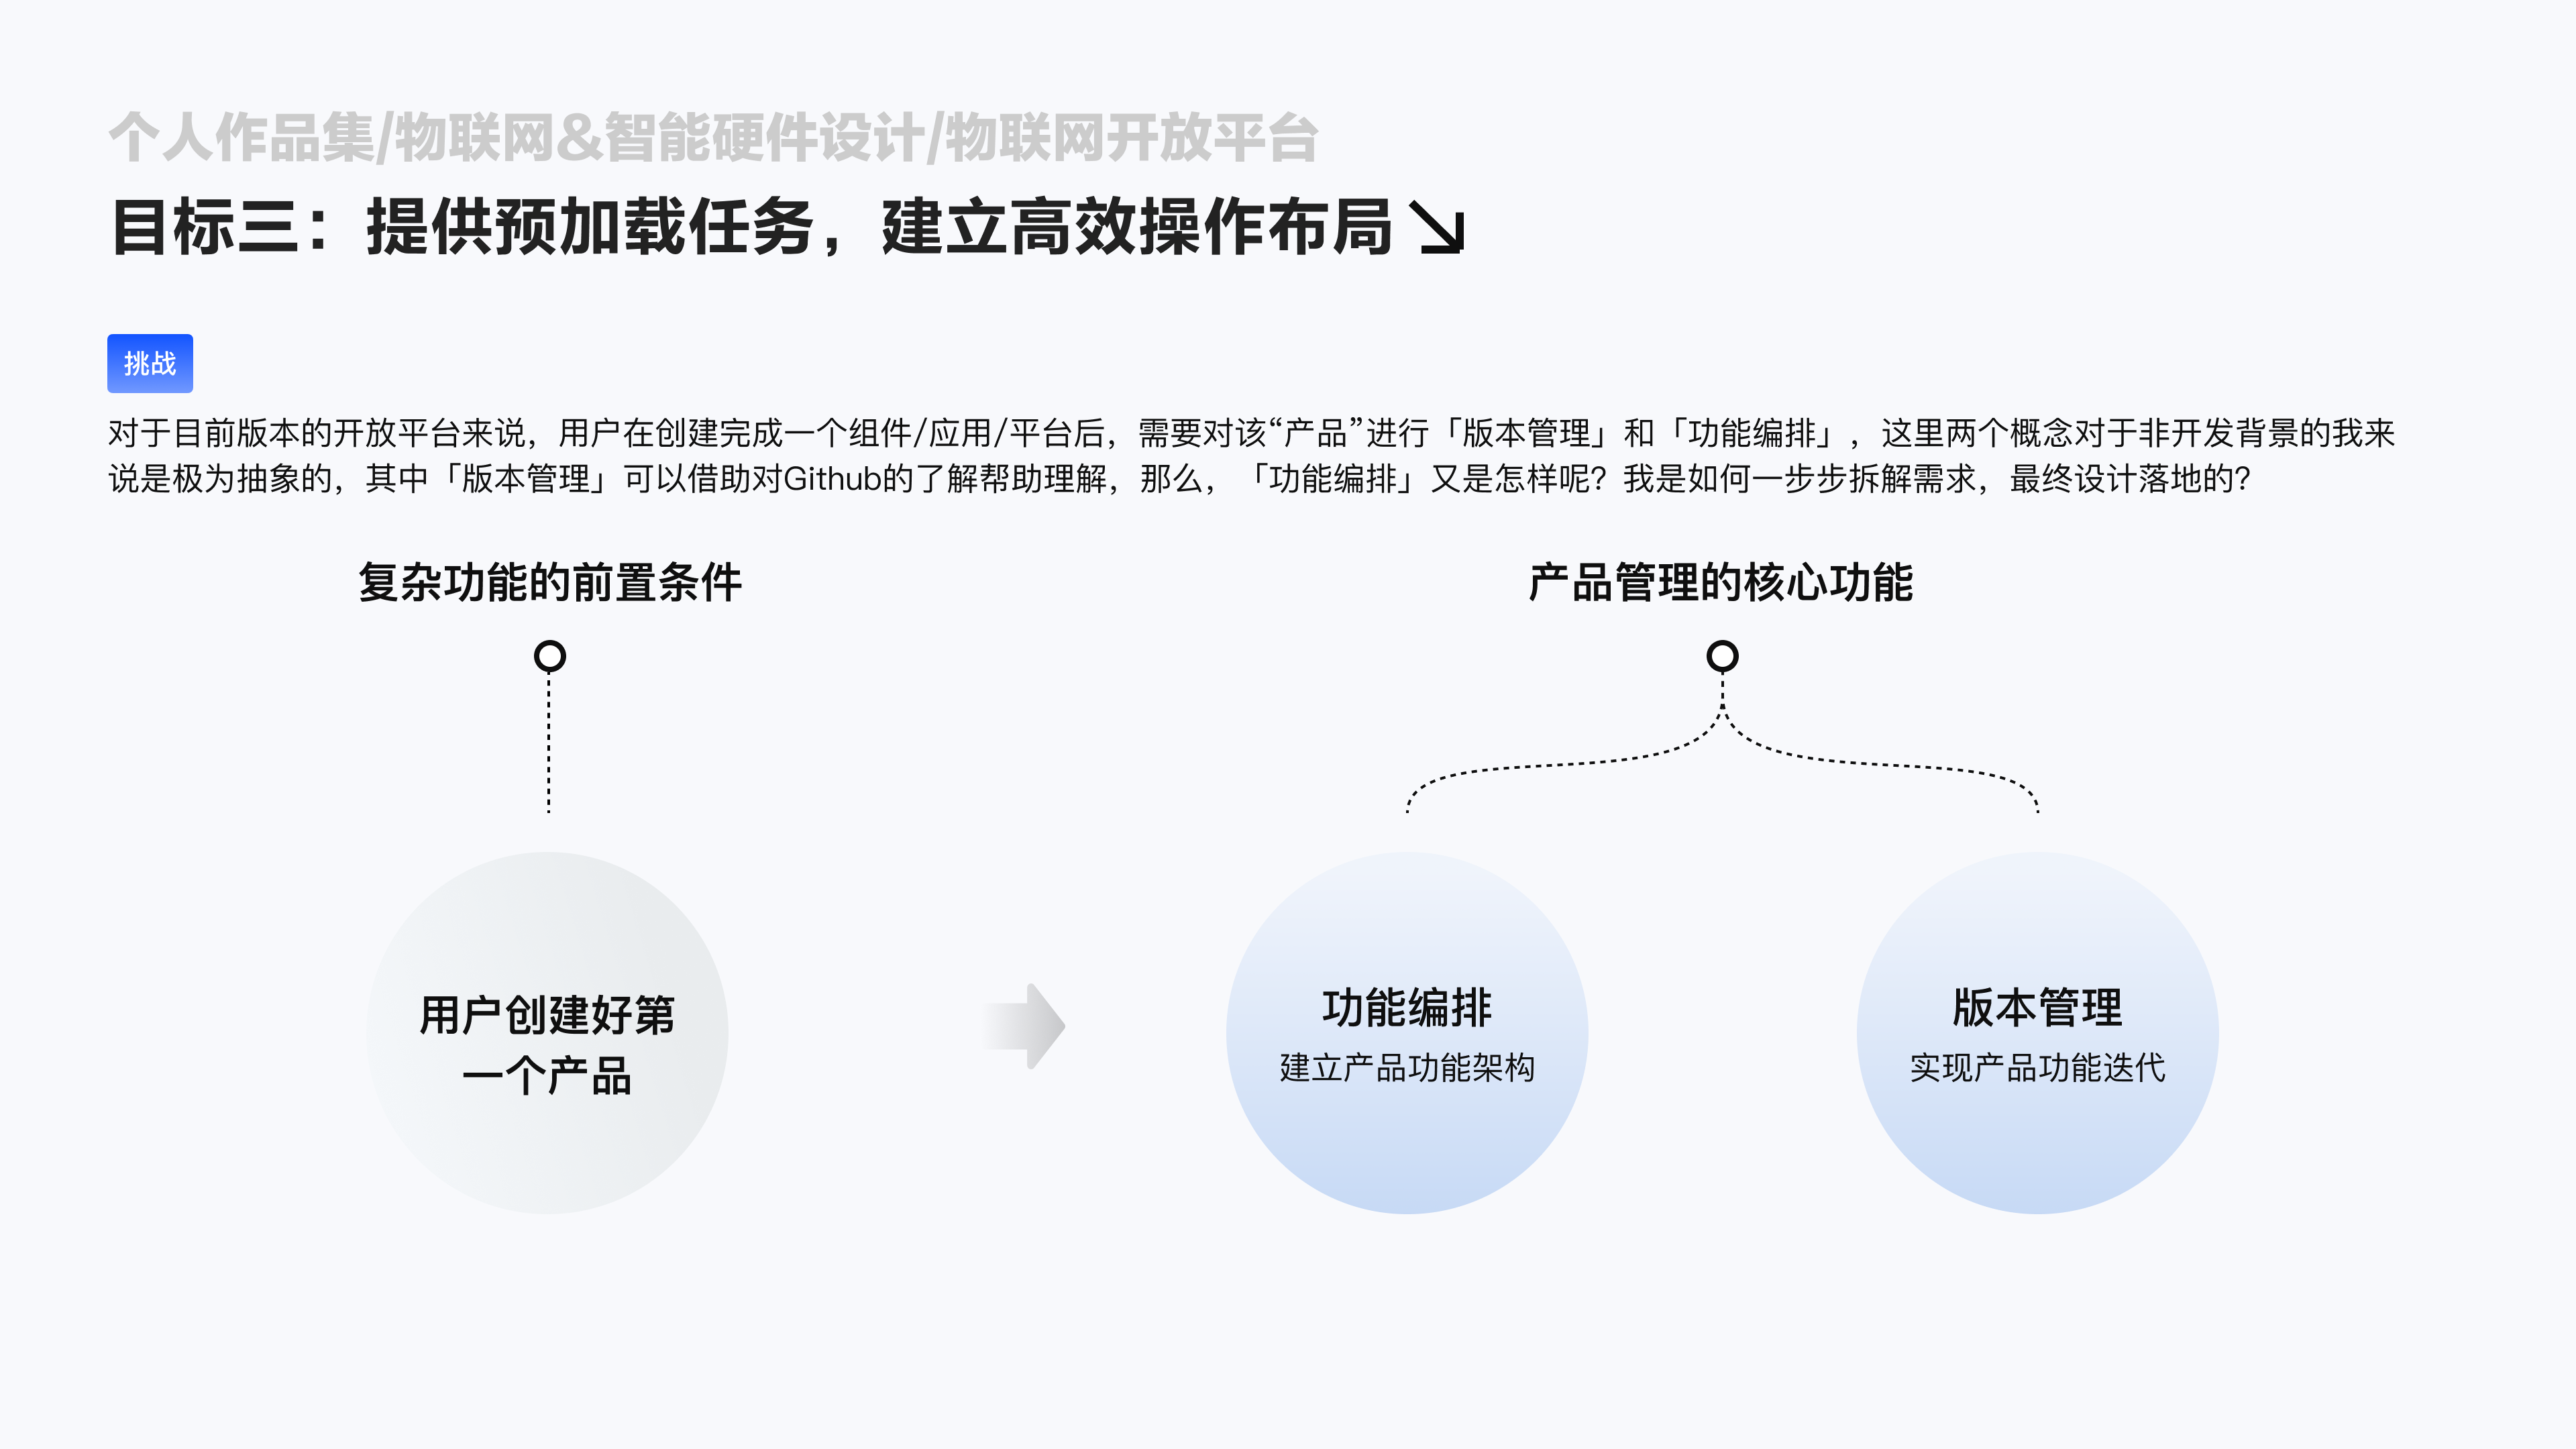 个人作品集/物联网&智能硬件设计/物联网开放平台
目标三：提供预加载任务，建立高效操作布局
挑战
对于目前版本的开放平台来说，用户在创建完成一个组件/应用/平台后，需要对该“产品”进行「版本管理」和「功能编排」，这里两个概念对于非开发背景的我来
说是极为抽象的，其中「版本管理」可以借助对Github的了解帮助理解，那么，「功能编排」又是怎样呢？我是如何一步步拆解需求，最终设计落地的？
复杂功能的前置条件
产品管理的核心功能
用户创建好第
一个产品
功能编排
建立产品功能架构
版本管理
实现产品功能迭代